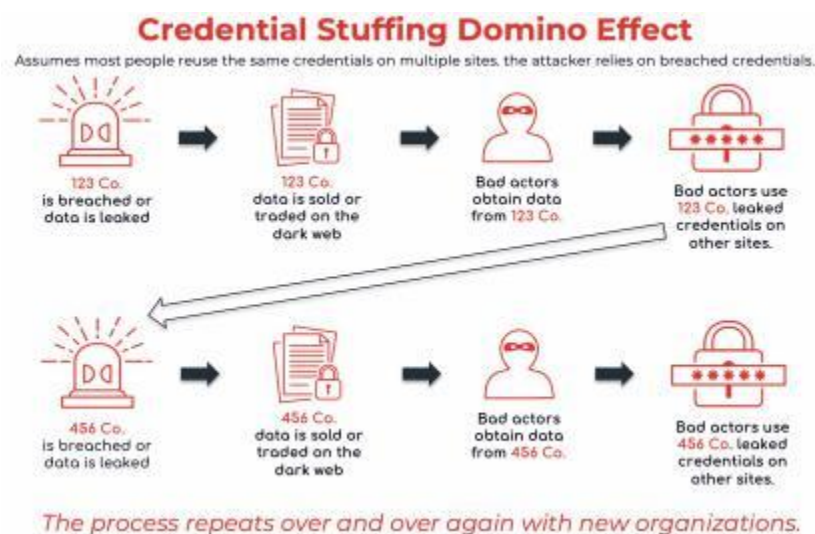 Credential Stuffing Domino Effect
Assumes most people reuse the same credentials on multiple sites. the attacker relies on breached credentials.
123 Co.
is breached or
data is leaked
123 Co.
data is sold or
traded on the
dark web
Bad actors
obtain data
from 123 Co.
*****
Bad actors use
123 Co. leaked
credentials on
other sites.
456 Co.
is breached or
data is leaked
456 Co.
data is sold or
traded on the
dark web
Bad actors
obtain data
from 456 Co.
*****
Bad actors use
456 Co. leaked
credentials on
other sites.
The process repeats over and over again with new organizations.